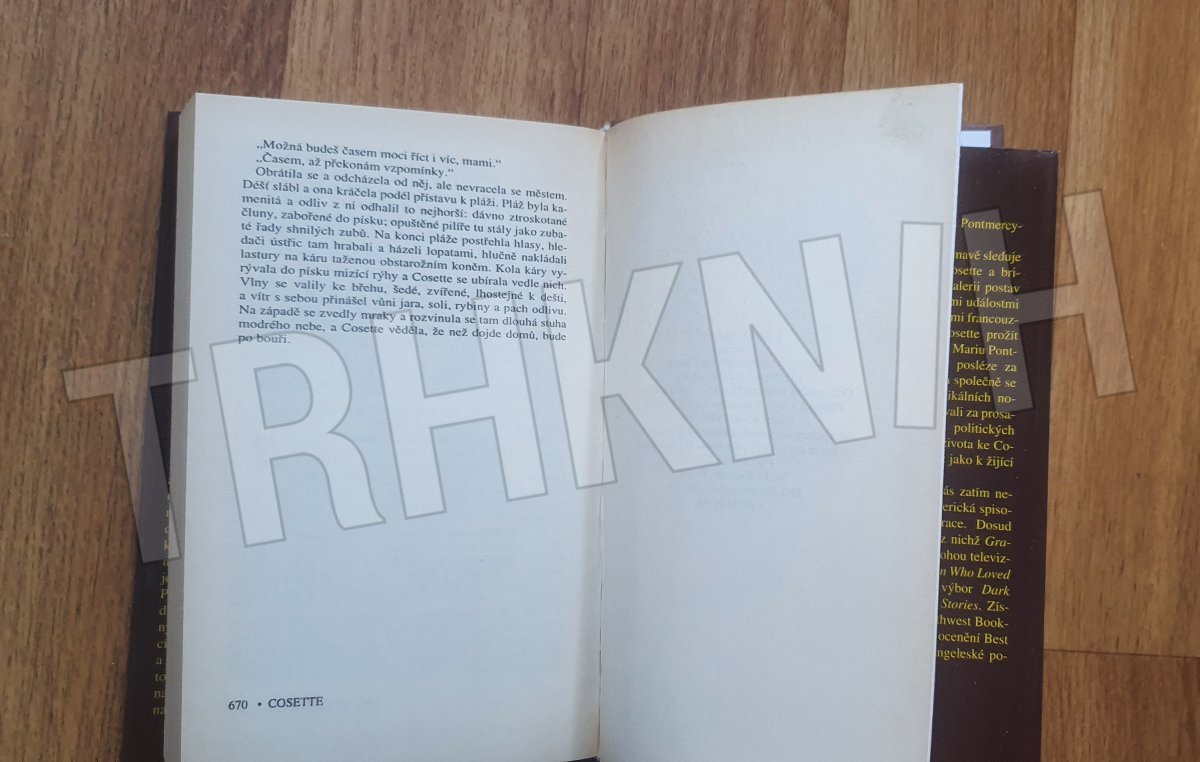 „Možná budeš časem moci říct i víc, mami.“
„Časem, až překonám vzpomínky.“
Obrátila se a odcházela od něj, ale nevracela se městem.
Déšť slábl a ona kráčela podél přístavu k pláži. Pláž byla ka-
menitá a odliv z ní odhalil to nejhorší: dávno ztroskotané
čluny, zabořené do písku; opuštěné pilíře tu stály jako zuba-
té řady shnilých zubů. Na konci pláže postřehla hlasy, hle-
dači ústřic tam hrabali a házeli lopatami, hlučně nakládali
lastury na káru taženou obstarožním koněm. Kola káry vy-
rývala do písku mizící rýhy a Cosette se ubírala vedle nich.
Vlny se valily ke břehu, šedé, zvířené, lhostejné k dešti,
a vítr s sebou přinášel vůni jara, soli, rybiny a pach odlivu.
Na západě se zvedly mraky a rozvinula se tam dlouhá stuha
modrého nebe, a Cosette věděla, že než dojde domů, bude
po bouři.
670 • COSETTE
Pontmercy-
mavě sleduje
osette a bri-
alerii postav
ni událostmi
mi francouz-
osette prožít
Mariu Pont-
posléze za
společně se
ikálních no-
vali za prosa-
politických
života ke Co-
jako k žijící
ás zatím ne-
erická spiso-
race. Dosud
z nichž Gra-
ohou televiz-
n Who Loved
výbor Dark
Stories. Zís-
hwest Book-
ocenění Best
ngeleské po-
TRHKNIH